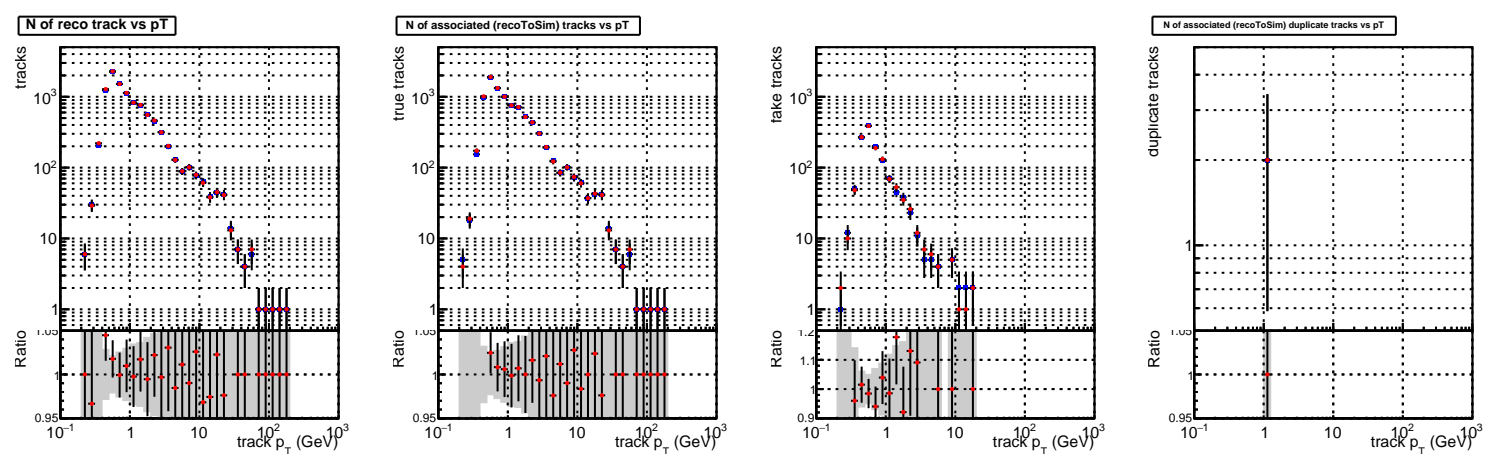 N of reco track vs pT
tracks
10³
10²
10
1
1.05
Ratio
1
0.95
10⁻¹ 1 10 10² 10³
track p_T (GeV)
N of associated (recoToSim) tracks vs pT
true tracks
10³
10²
10
1
1.05
Ratio
1
0.95
10⁻¹ 1 10 10² 10³
track p_T (GeV)
fake tracks
10³
10²
10
1
1.2
Ratio
1.1
1
0.9
10⁻¹ 1 10 10² 10³
track p_T (GeV)
N of associated (recoToSim) duplicate tracks vs pT
duplicate tracks
1
1.05
Ratio
1
0.95
10⁻¹ 1 10 10² 10³
track p_T (GeV)